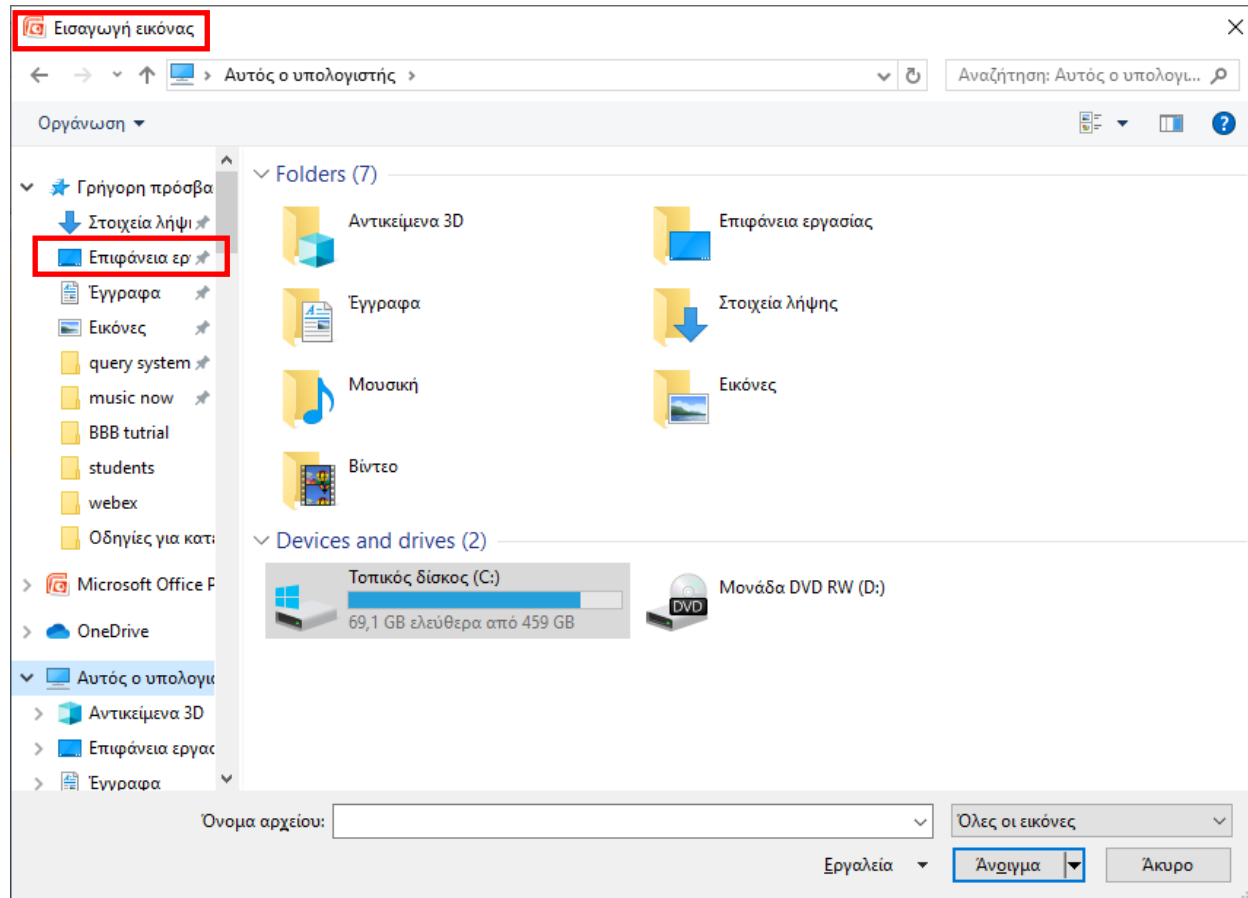 Εισαγωγή εικόνας
Αυτός ο υπολογιστής
Αναζήτηση: Αυτός ο υπολογι...
Οργάνωση
Γρήγορη πρόσβα
Στοιχεία λήψι
Επιφάνεια ερ
Έγγραφα
Εικόνες
query system
music now
BBB tutrial
students
webex
Οδηγίες για κατε
Microsoft Office P
OneDrive
Αυτός ο υπολογισ
Αντικείμενα 3D
Επιφάνεια εργασ
Έγγραφα
Folders (7)
Αντικείμενα 3D
Επιφάνεια εργασίας
Έγγραφα
Στοιχεία λήψης
Μουσική
Εικόνες
Βίντεο
Devices and drives (2)
Τοπικός δίσκος (C:)
69,1 GB ελεύθερα από 459 GB
Μονάδα DVD RW (D:)
DVD
Όνομα αρχείου:
Όλες οι εικόνες
Εργαλεία
Άνοιγμα
Άκυρο